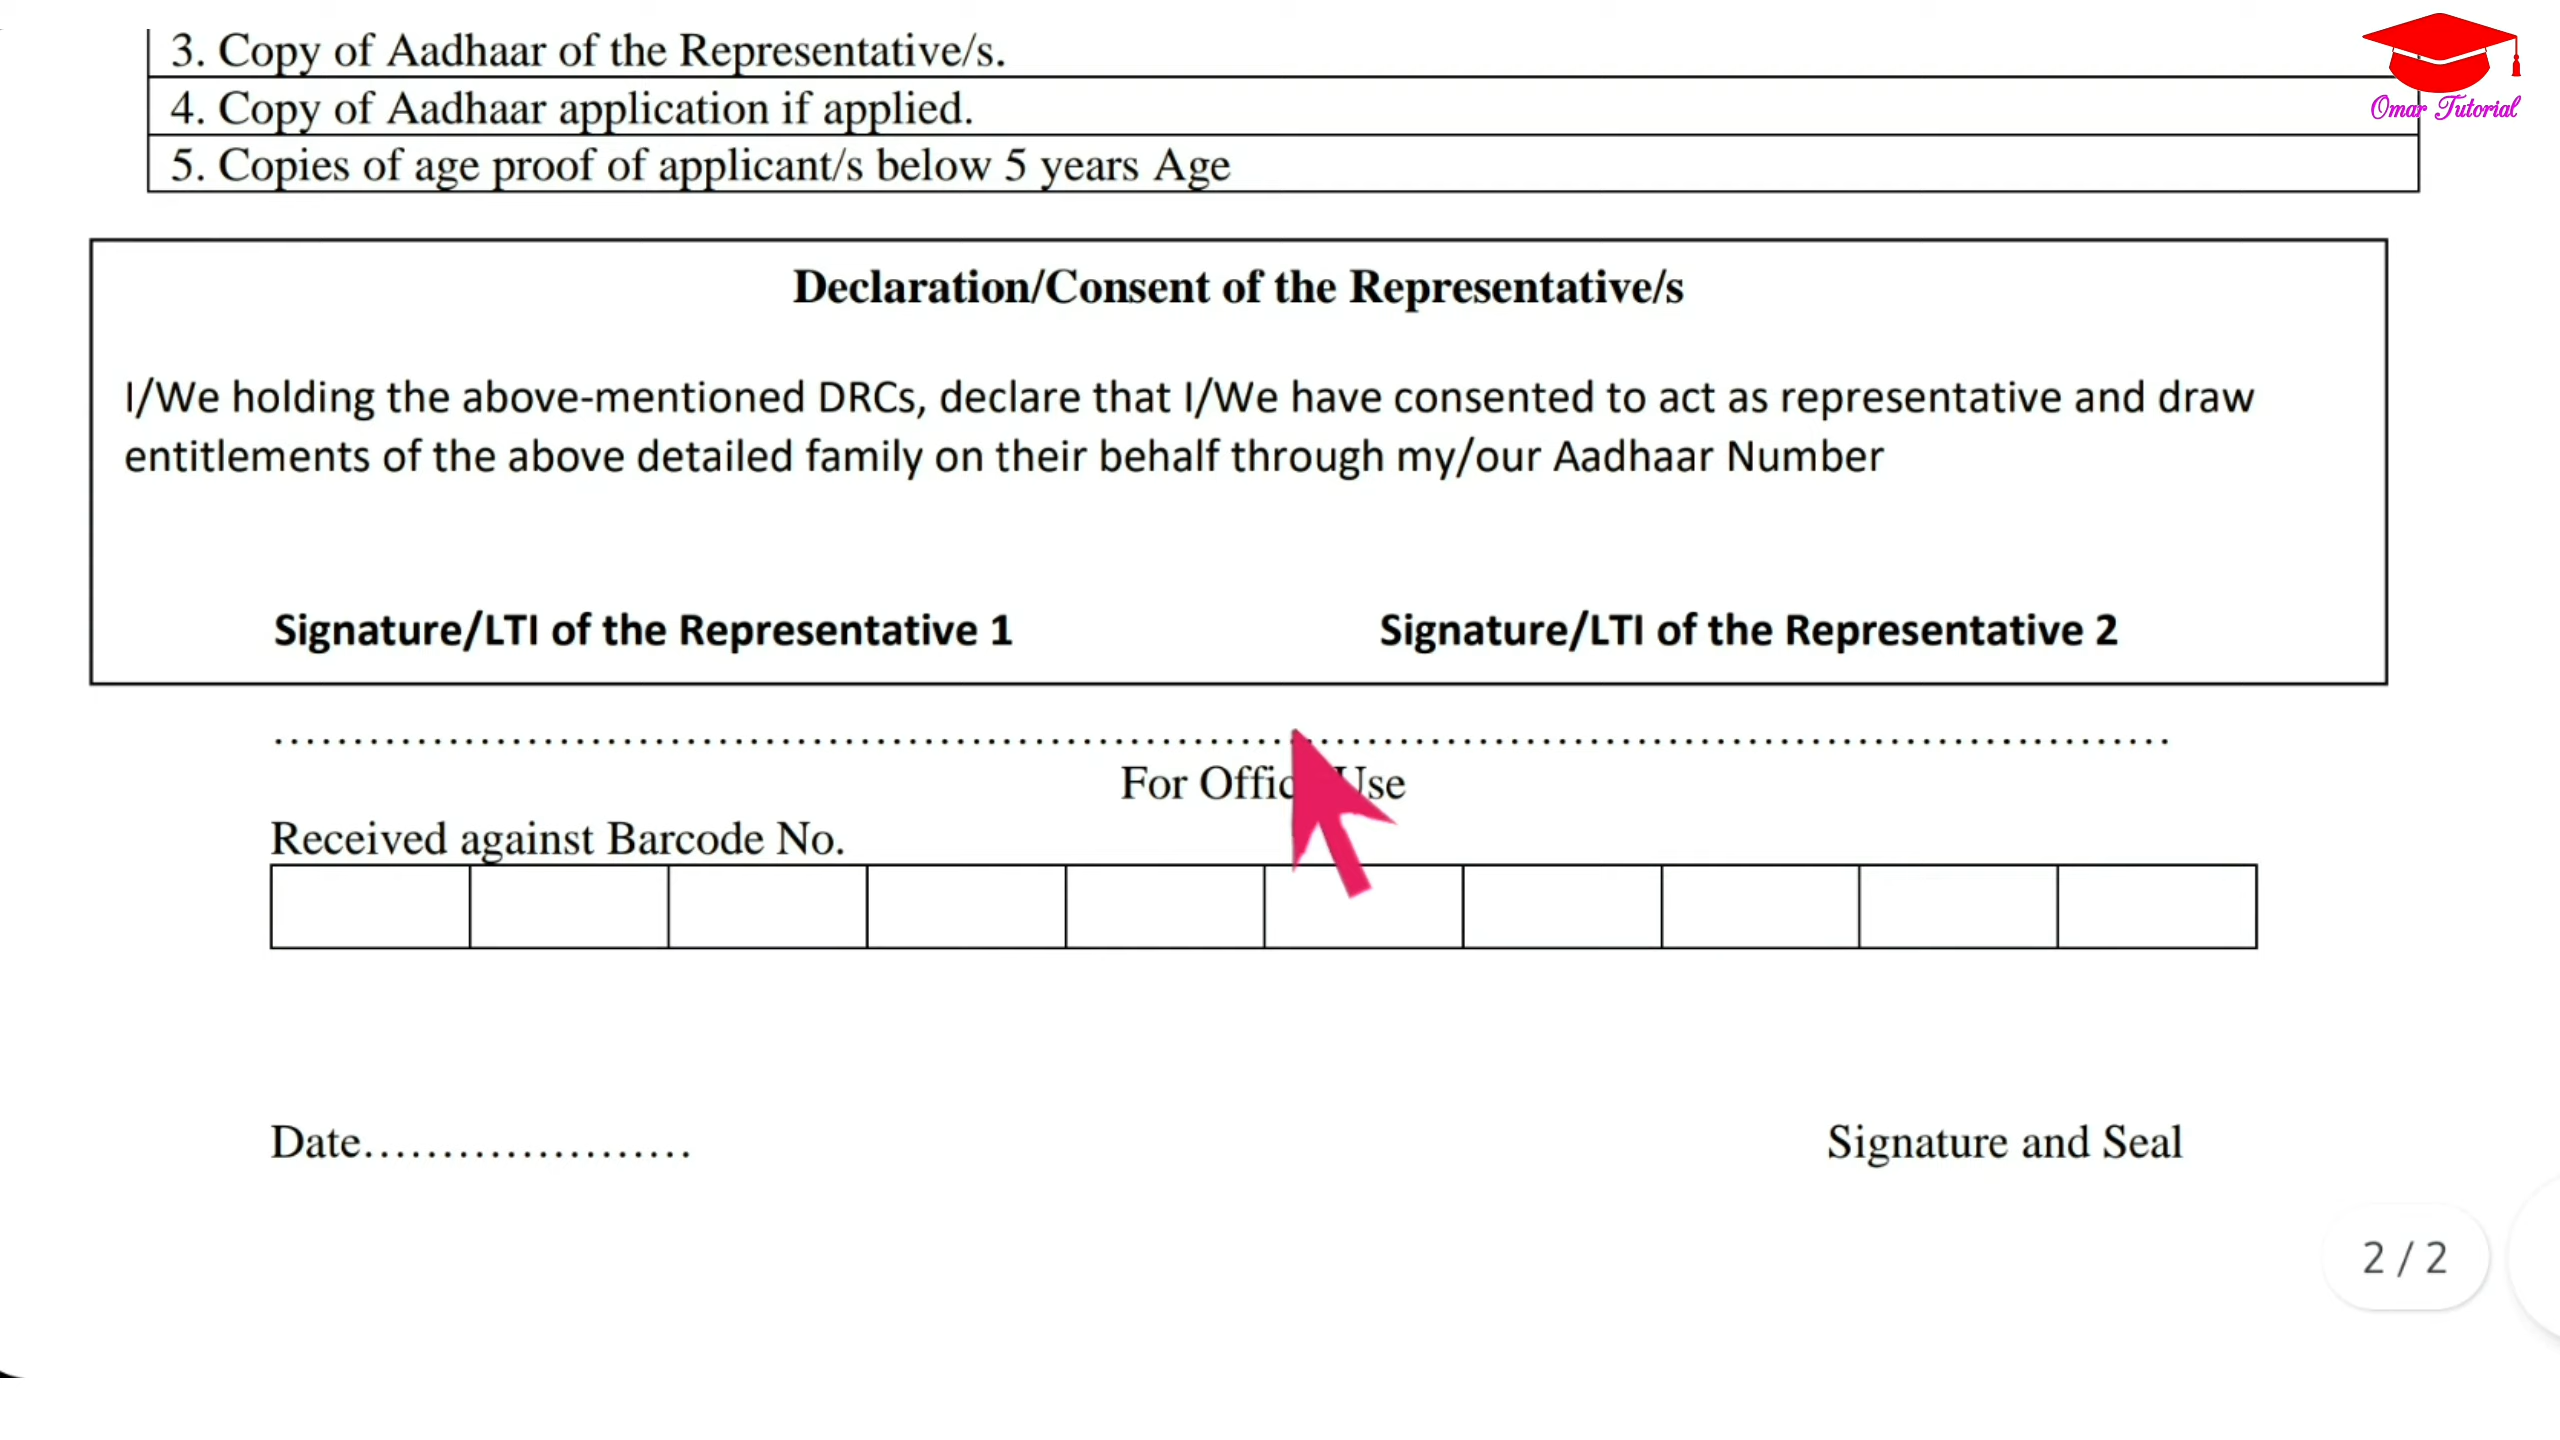 3. Copy of Aadhaar of the Representative/s.
Omar Tutorial
4. Copy of Aadhaar application if applied.
5. Copies of age proof of applicant/s below 5 years Age
Declaration/Consent of the Representative/s
I/We holding the above-mentioned DRCs, declare that I/We have consented to act as representative and draw
entitlements of the above detailed family on their behalf through my/our Aadhaar Number
Signature/LTI of the Representative 1 Signature/LTI of the Representative 2
For Office Use
Received against Barcode No.
Date..................... Signature and Seal
2 / 2